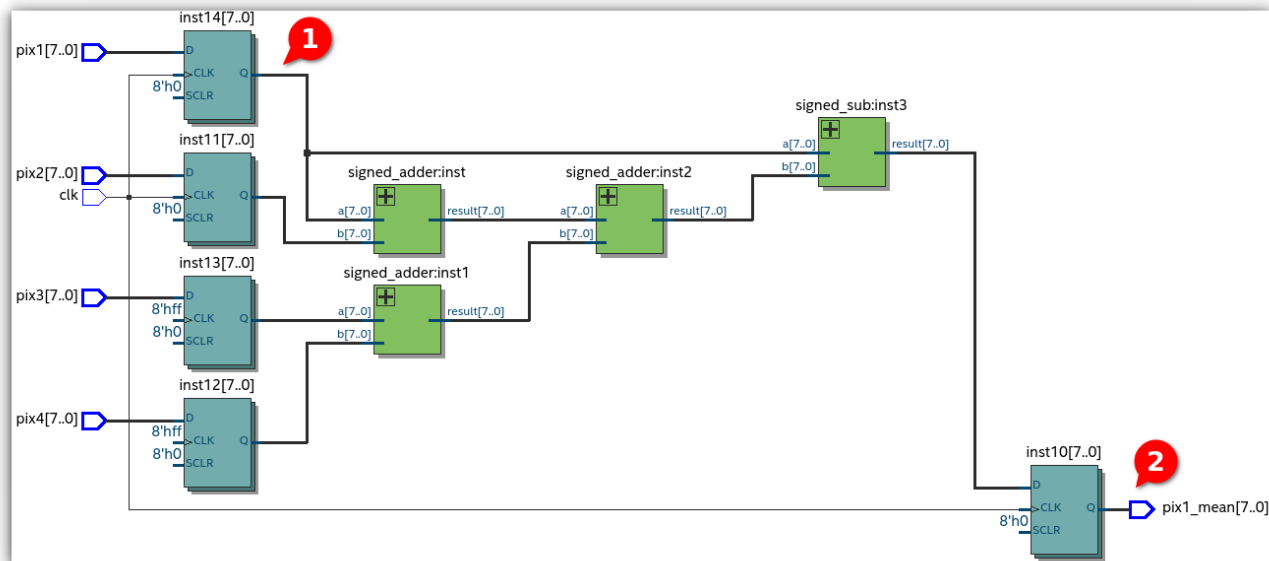 inst14[7..0]
1
pix1[7..0]
D
CLK
Q
8'h0
SCLR
inst11[7..0]
pix2[7..0]
D
clk
CLK
Q
8'h0
SCLR
inst13[7..0]
pix3[7..0]
D
8'hff
CLK
Q
8'h0
SCLR
inst12[7..0]
pix4[7..0]
D
8'hff
CLK
Q
8'h0
SCLR
signed_adder:inst
a[7..0]
result[7..0]
b[7..0]
signed_adder:inst1
a[7..0]
result[7..0]
b[7..0]
signed_adder:inst2
a[7..0]
result[7..0]
b[7..0]
signed_sub:inst3
a[7..0]
result[7..0]
b[7..0]
inst10[7..0]
2
D
CLK
Q
pix1_mean[7..0]
8'h0
SCLR